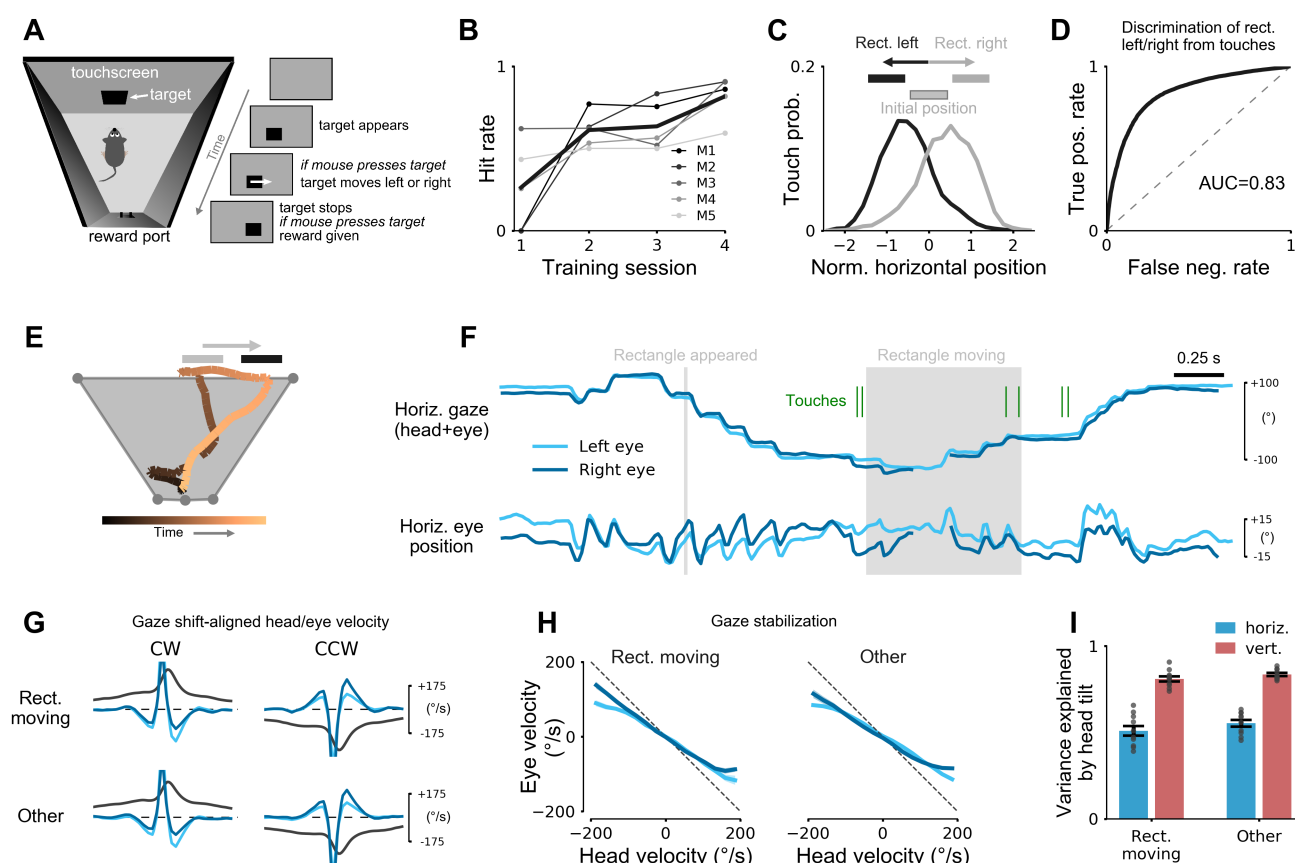 A
touchscreen
target
Time
target appears
if mouse presses target
target moves left or right
target stops
if mouse presses target
reward given
reward port
B
Hit rate
1
0
M1
M2
M3
M4
M5
1 2 3 4
Training session
C
Rect. left Rect. right
Initial position
Touch prob.
0.2
0
−2 −1 0 1 2
Norm. horizontal position
D
Discrimination of rect.
left/right from touches
True pos. rate
1
0
AUC=0.83
0 1
False neg. rate
E
Time
F
Rectangle appeared
Rectangle moving
0.25 s
Touches
Horiz. gaze
(head+eye)
Left eye
Right eye
+100
(°)
-100
Horiz. eye
position
+15
(°)
-15
G
Gaze shift-aligned head/eye velocity
CW CCW
Rect.
moving
+175
(°/s)
-175
Other
+175
(°/s)
-175
H
Gaze stabilization
Rect. moving Other
Eye velocity
(°/s)
200
0
−200
−200 0 200
−200 0 200
Head velocity (°/s)
Head velocity (°/s)
I
horiz.
vert.
Variance explained
by head tilt
1
0
Rect.
moving
Other